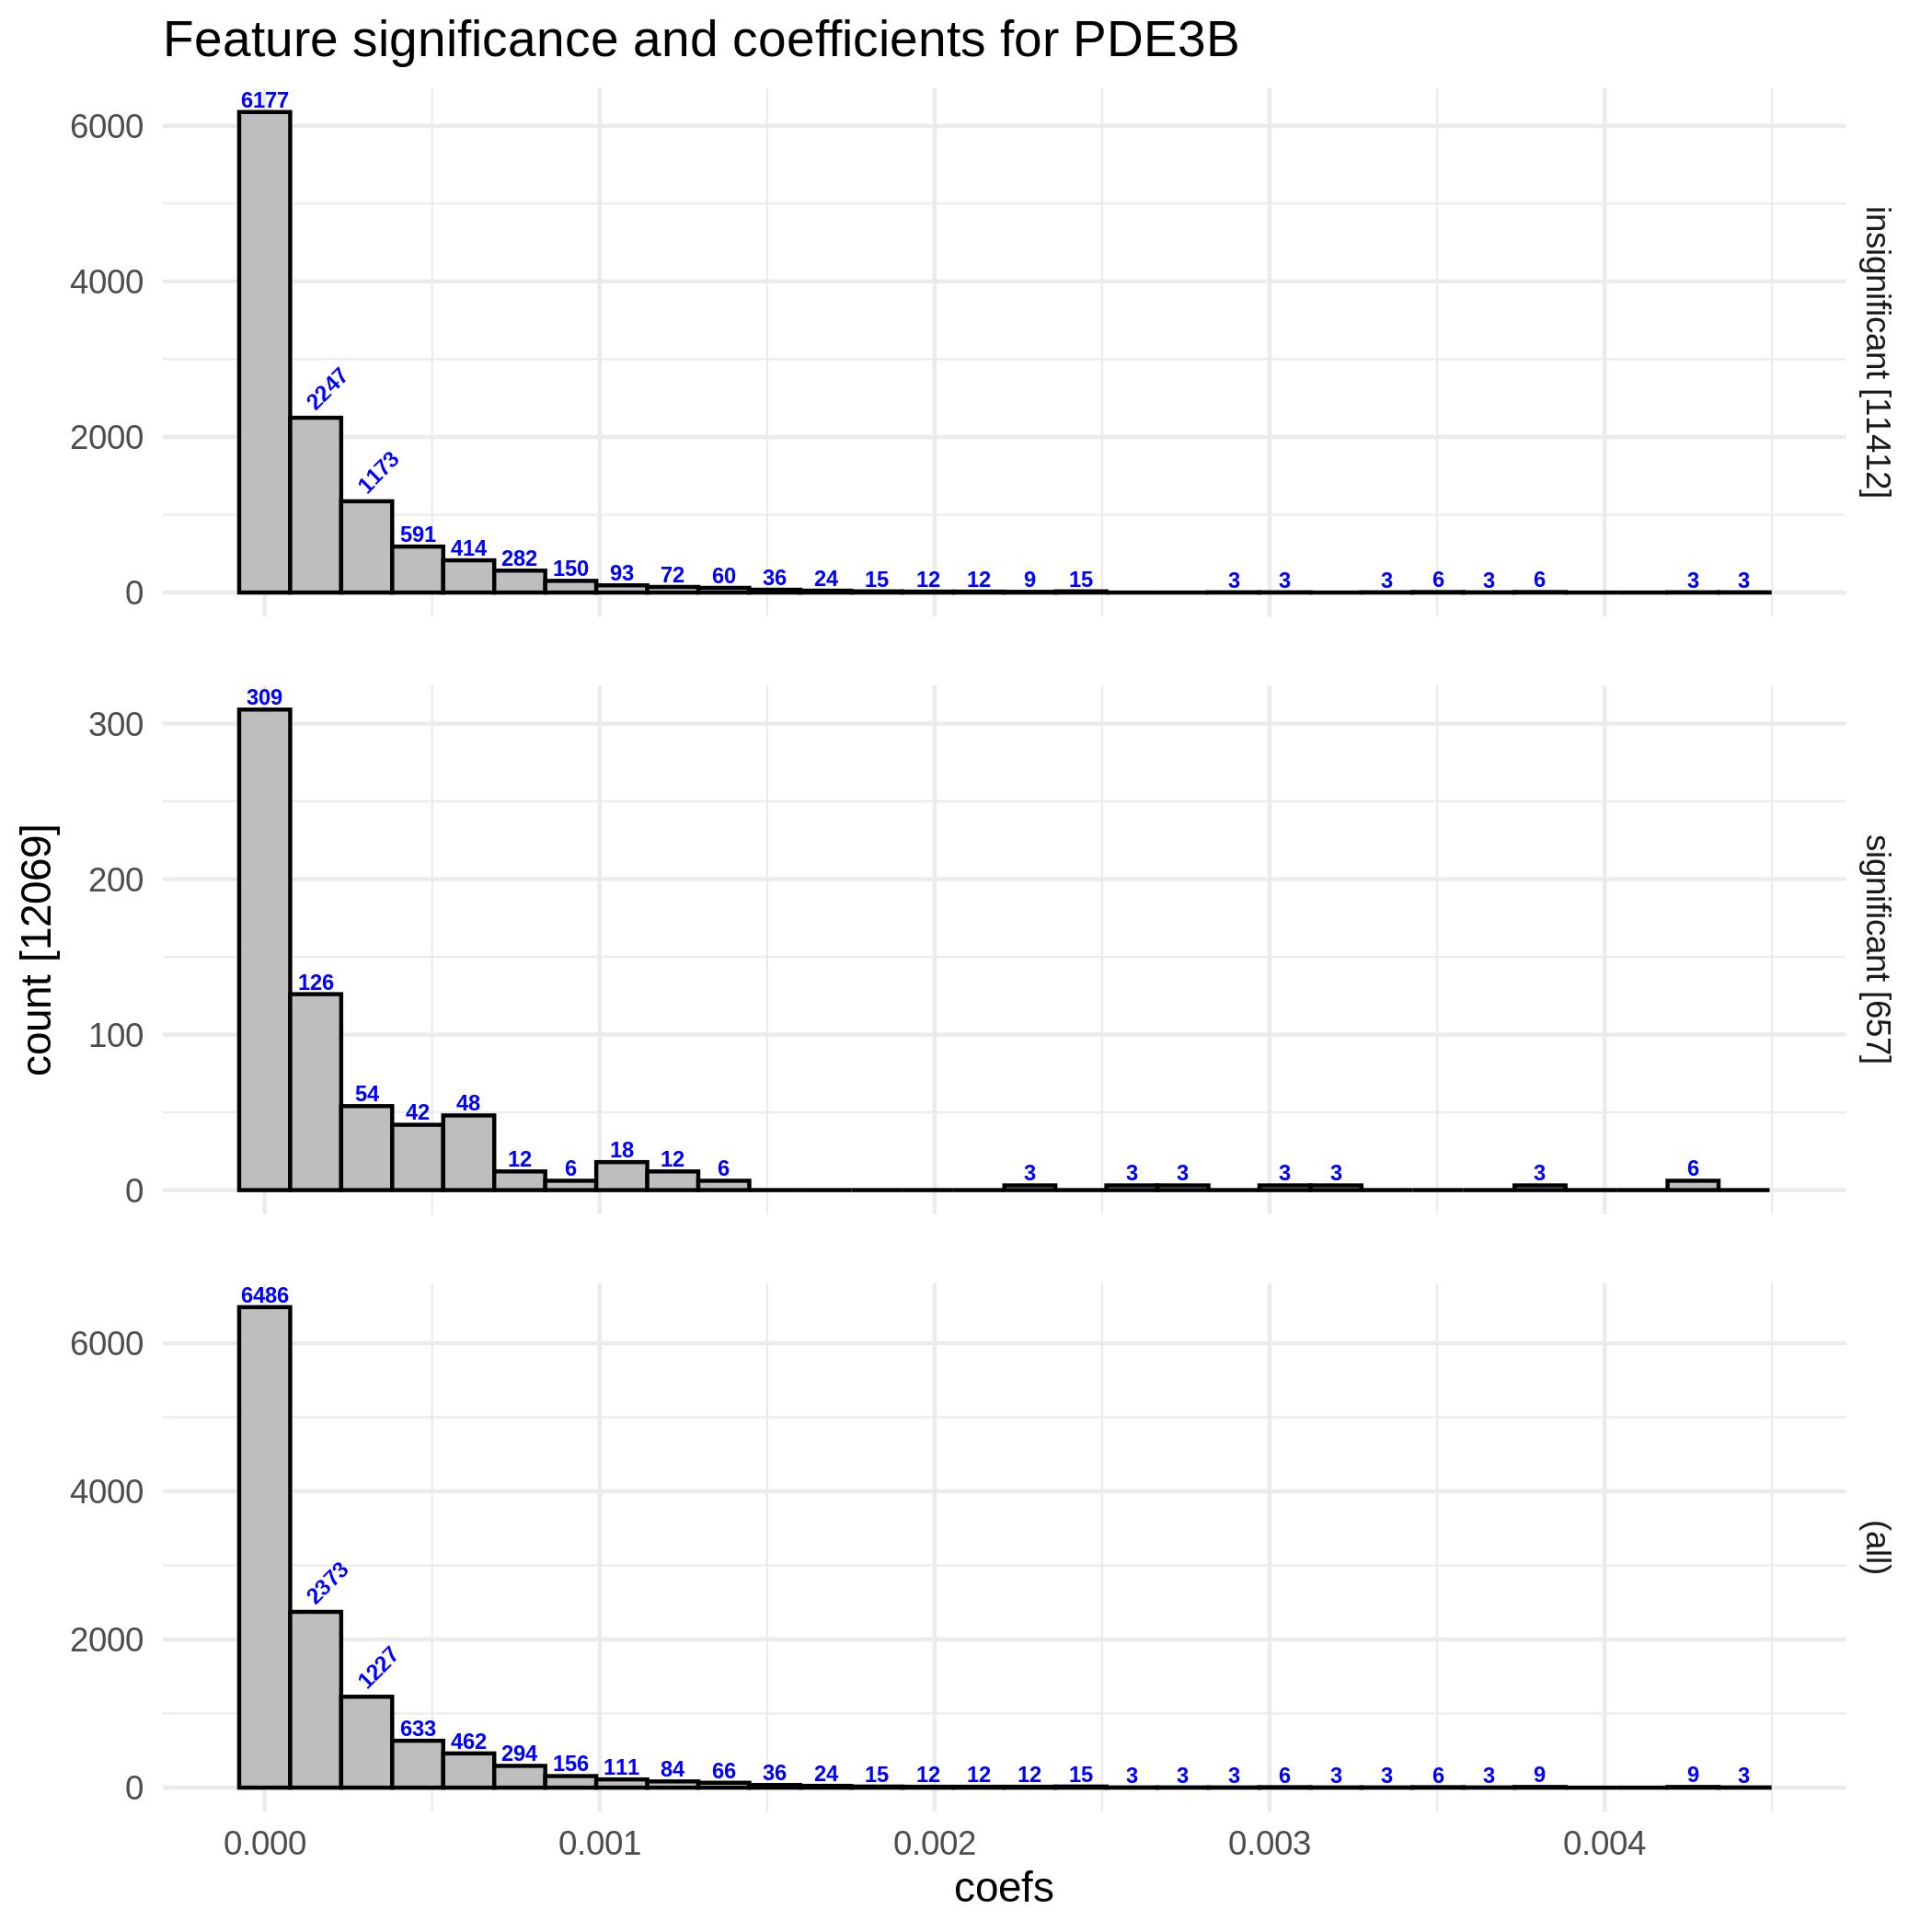 Feature significance and coefficients for PDE3B
6177
2247
1173
591 414 282 150 93 72 60 36 24 15 12 12 9 15 3 3 3 6 3 6 3 3
6000
4000
2000
0
insignificant [11412]
309
126
54 42 48 12 6 18 12 6 3 3 3 3 3 3 6
300
200
100
0
significant [657]
count [12069]
6486
2373
1227
633 462 294 156 111 84 66 36 24 15 12 12 12 15 3 3 3 6 3 3 6 3 9 9 3
6000
4000
2000
0
(all)
0.000 0.001 0.002 0.003 0.004
coefs